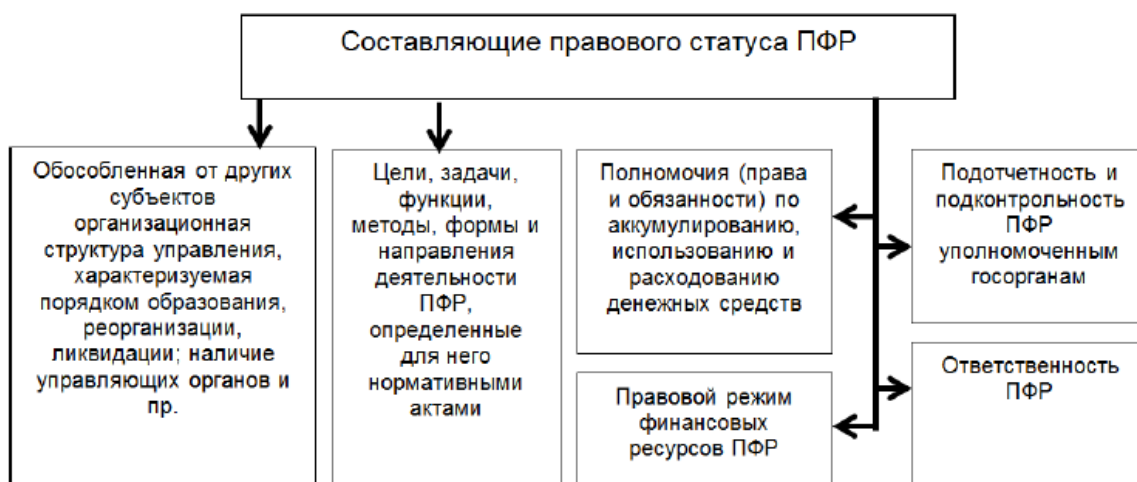 Составляющие правового статуса ПФР
Обособленная от других
субъектов
организационная
структура управления,
характеризуемая
порядком образования,
реорганизации,
ликвидации; наличие
управляющих органов и
пр.
Цели, задачи,
функции,
методы, формы и
направления
деятельности
ПФР,
определенные
для него
нормативными
актами
Полномочия (права
и обязанности) по
аккумулированию,
использованию и
расходованию
денежных средств
Правовой режим
финансовых
ресурсов ПФР
Подотчетность и
подконтрольность
ПФР
уполномоченным
госорганам
Ответственность
ПФР